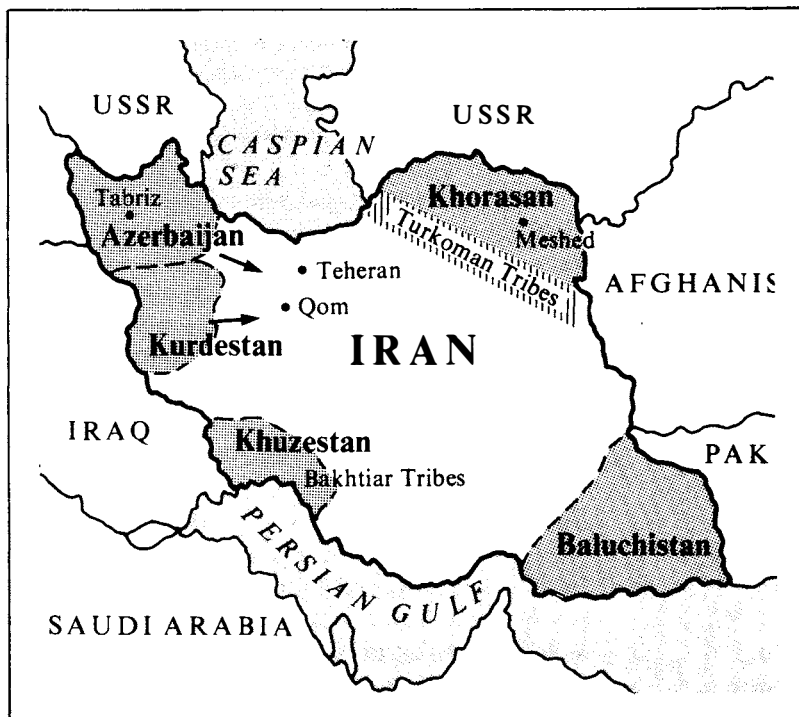 USSR
USSR
CASPIAN
SEA
Tabriz
Azerbaijan
Khorasan
Meshed
Turkoman Tribes
Teheran
AFGHANIS
Qom
Kurdestan
IRAN
IRAQ
Khuzestan
Bakhtiar Tribes
PAK
Baluchistan
PERSIAN GULF
SAUDI ARABIA